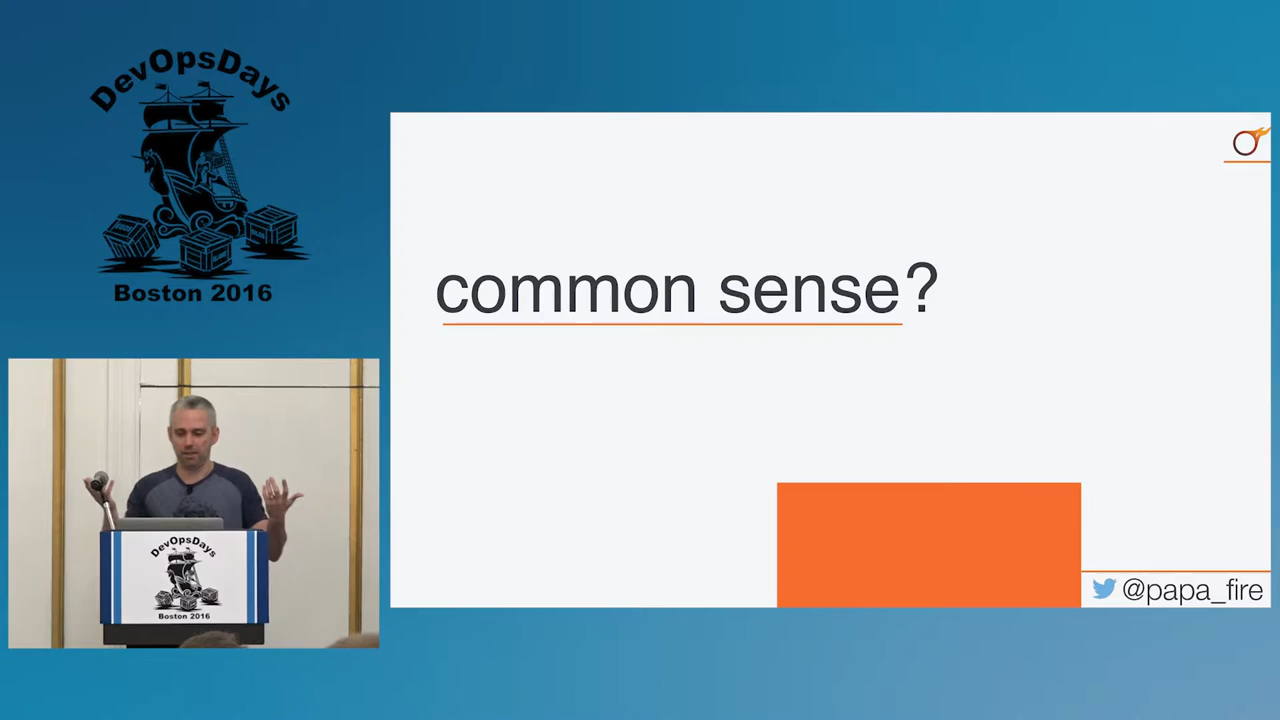 DevOpsDays
Boston 2016
common sense?
@papa_fire
DevOpsDays
Boston 2016